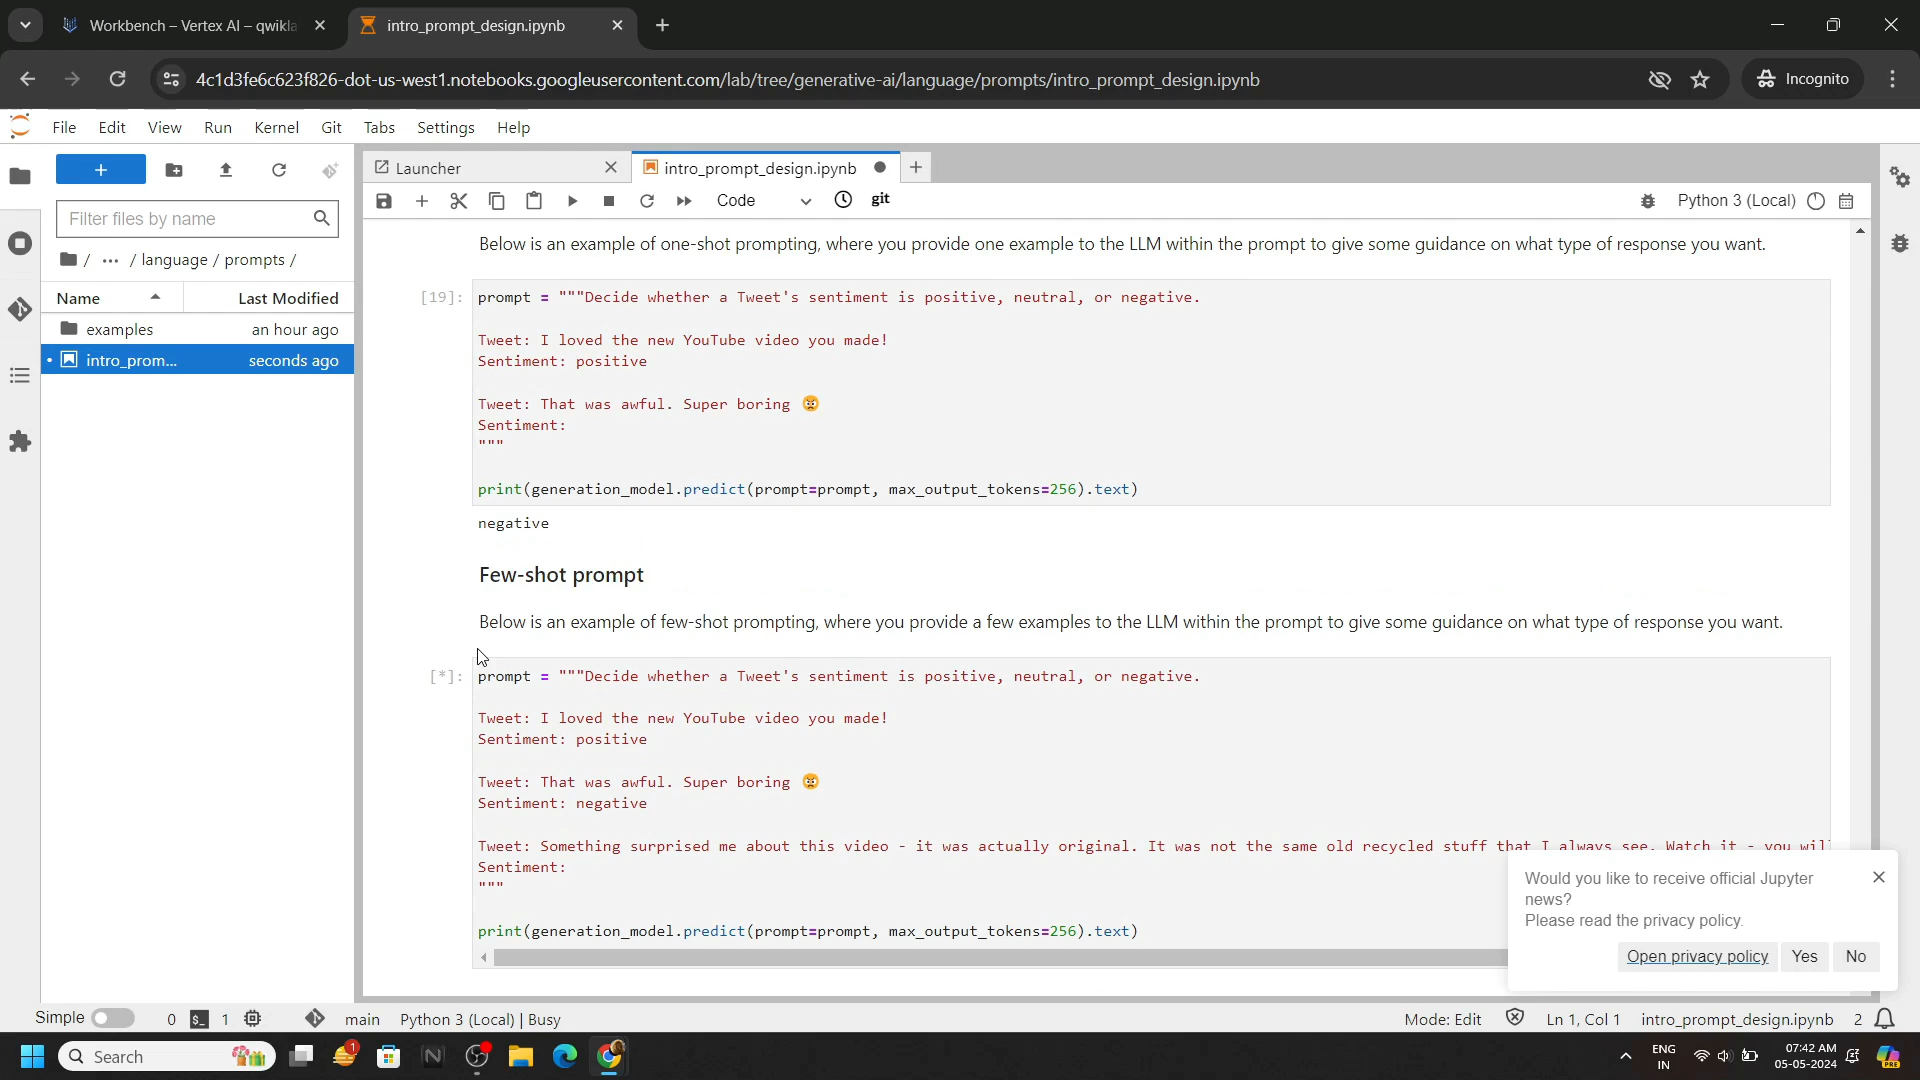 Workbench – Vertex AI – qwikla
intro_prompt_design.ipynb
4c1d3fe6c623f826-dot-us-west1.notebooks.googleusercontent.com/lab/tree/generative-ai/language/prompts/intro_prompt_design.ipynb
Incognito
File Edit View Run Kernel Git Tabs Settings Help
Launcher
intro_prompt_design.ipynb
Code
git
Python 3 (Local)
Filter files by name
/ ... / language / prompts /
Name Last Modified
examples an hour ago
intro_prom... seconds ago
Below is an example of one-shot prompting, where you provide one example to the LLM within the prompt to give some guidance on what type of response you want.
[19]: prompt = """Decide whether a Tweet's sentiment is positive, neutral, or negative.
Tweet: I loved the new YouTube video you made!
Sentiment: positive
Tweet: That was awful. Super boring 😠
Sentiment:
"""
print(generation_model.predict(prompt=prompt, max_output_tokens=256).text)
negative
Few-shot prompt
Below is an example of few-shot prompting, where you provide a few examples to the LLM within the prompt to give some guidance on what type of response you want.
[*]: prompt = """Decide whether a Tweet's sentiment is positive, neutral, or negative.
Tweet: I loved the new YouTube video you made!
Sentiment: positive
Tweet: That was awful. Super boring 😠
Sentiment: negative
Tweet: Something surprised me about this video - it was actually original. It was not the same old recycled stuff that I always see. Watch it - you will
Sentiment:
"""
print(generation_model.predict(prompt=prompt, max_output_tokens=256).text)
Would you like to receive official Jupyter
news?
Please read the privacy policy.
Open privacy policy Yes No
Simple 0 1 main Python 3 (Local) | Busy
Mode: Edit Ln 1, Col 1 intro_prompt_design.ipynb 2
Search
1
ENG
IN
07:42 AM
05-05-2024
PRE